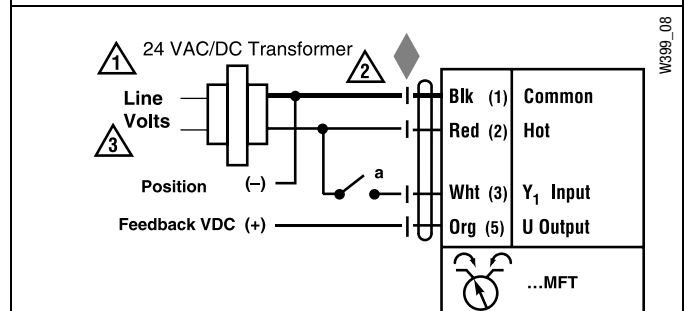 W399_08
1 24 VAC/DC Transformer 2
Line Blk (1) Common
Volts Red (2) Hot
3
a
Position (–) Wht (3) Y₁ Input
Feedback VDC (+) Org (5) U Output
...MFT